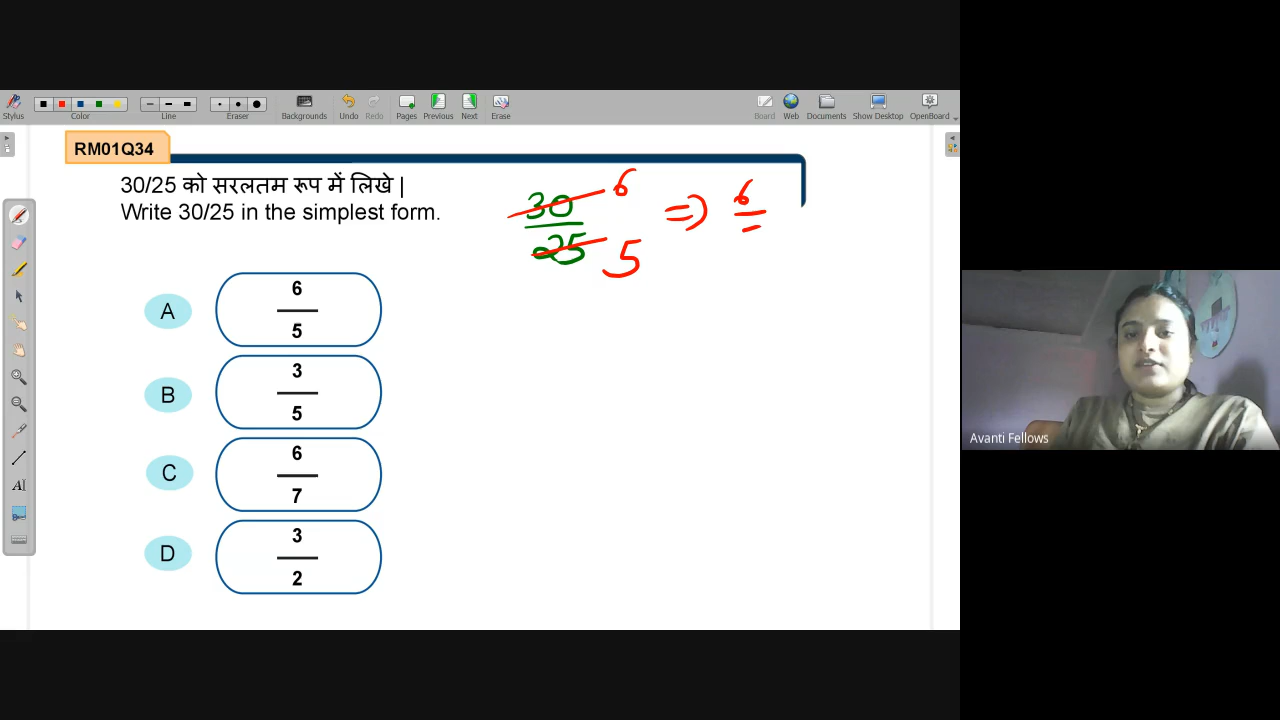 Stylus Color Line Eraser Backgrounds Undo Redo Pages Previous Next Erase Board Web Documents Show Desktop OpenBoard
RM01Q34
30/25 को सरलतम रूप में लिखे |
Write 30/25 in the simplest form.
30 6
25 5
=> 6
A
6
5
B
3
5
C
6
7
D
3
2
AI
Avanti Fellows